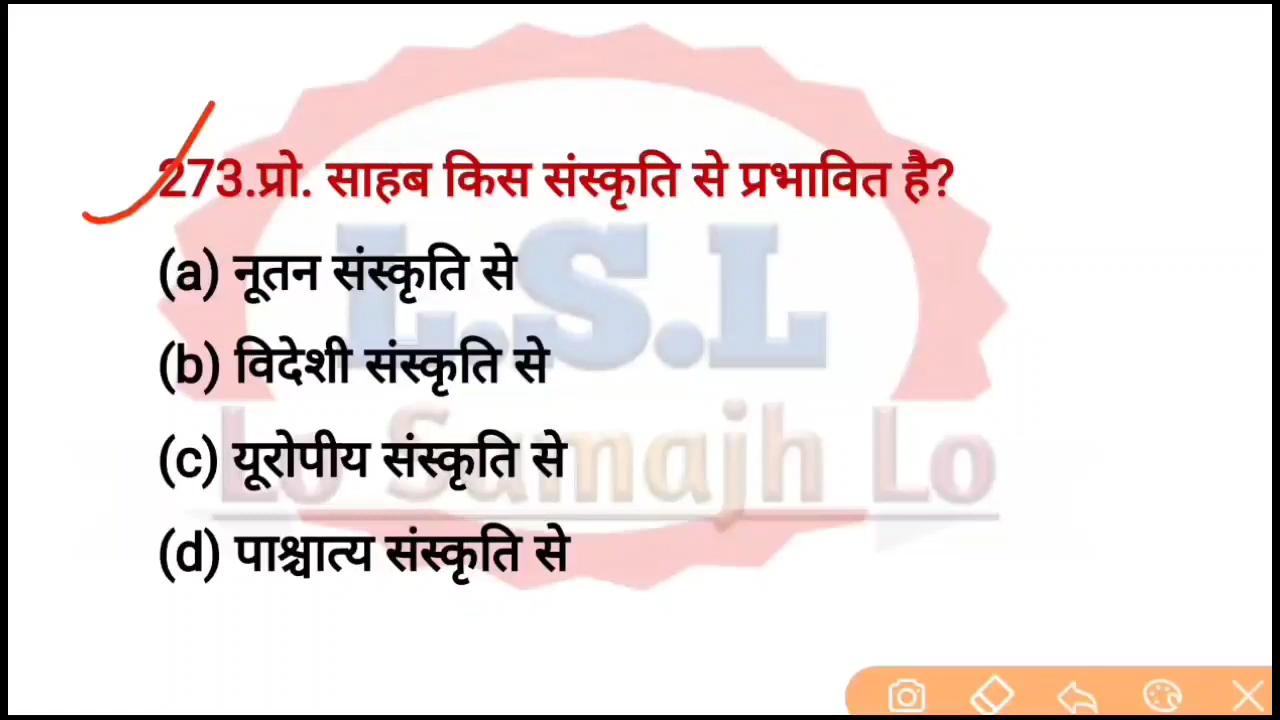 273.प्रो. साहब किस संस्कृति से प्रभावित है?
(a) नूतन संस्कृति से
(b) विदेशी संस्कृति से
(c) यूरोपीय संस्कृति से
(d) पाश्चात्य संस्कृति से
L.S.L
Lo Samajh Lo